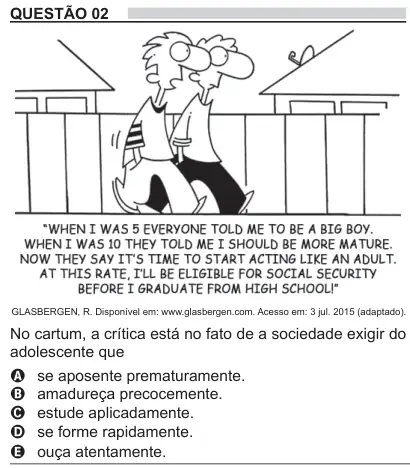 QUESTÃO 02
"WHEN I WAS 5 EVERYONE TOLD ME TO BE A BIG BOY.
WHEN I WAS 10 THEY TOLD ME I SHOULD BE MORE MATURE.
NOW THEY SAY IT'S TIME TO START ACTING LIKE AN ADULT.
AT THIS RATE, I'LL BE ELIGIBLE FOR SOCIAL SECURITY
BEFORE I GRADUATE FROM HIGH SCHOOL!"
GLASBERGEN, R. Disponível em: www.glasbergen.com. Acesso em: 3 jul. 2015 (adaptado).
No cartum, a crítica está no fato de a sociedade exigir do
adolescente que
A se aposente prematuramente.
B amadureça precocemente.
C estude aplicadamente.
D se forme rapidamente.
E ouça atentamente.